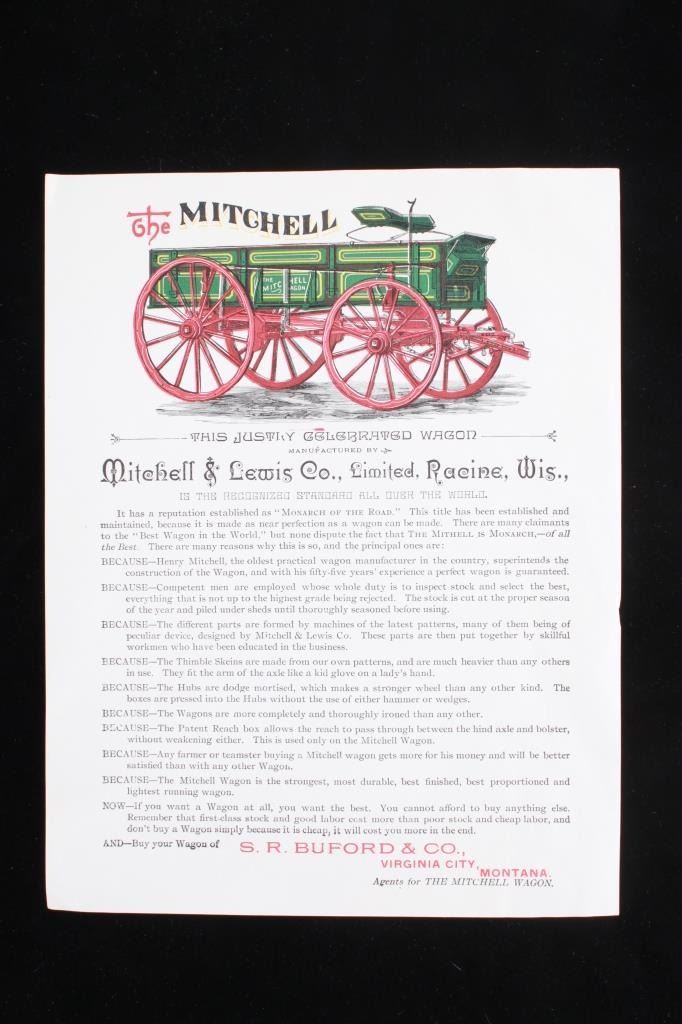 The MITCHELL
THE MITCHELL WAGON
THIS JUSTLY CELEBRATED WAGON
MANUFACTURED BY
Mitchell & Lewis Co., Limited, Racine, Wis.,
IS THE RECOGNIZED STANDARD ALL OVER THE WORLD.
It has a reputation established as "MONARCH OF THE ROAD." This title has been established and
maintained, because it is made as near perfection as a wagon can be made. There are many claimants
to the "Best Wagon in the World," but none dispute the fact that THE MITHELL IS MONARCH,—of all
the Best. There are many reasons why this is so, and the principal ones are:
BECAUSE—Henry Mitchell, the oldest practical wagon manufacturer in the country, superintends the
construction of the Wagon, and with his fifty-five years' experience a perfect wagon is guaranteed.
BECAUSE—Competent men are employed whose whole duty is to inspect stock and select the best,
everything that is not up to the highest grade being rejected. The stock is cut at the proper season
of the year and piled under sheds until thoroughly seasoned before using.
BECAUSE—The different parts are formed by machines of the latest patterns, many of them being of
peculiar device, designed by Mitchell & Lewis Co. These parts are then put together by skillful
workmen who have been educated in the business.
BECAUSE—The Thimble Skeins are made from our own patterns, and are much heavier than any others
in use. They fit the arm of the axle like a kid glove on a lady's hand.
BECAUSE—The Hubs are dodge mortised, which makes a stronger wheel than any other kind. The
boxes are pressed into the Hubs without the use of either hammer or wedges.
BECAUSE—The Wagons are more completely and thoroughly ironed than any other.
BECAUSE—The Patent Reach box allows the reach to pass through between the hind axle and bolster,
without weakening either. This is used only on the Mitchell Wagon.
BECAUSE—Any farmer or teamster buying a Mitchell wagon gets more for his money and will be better
satisfied than with any other Wagon.
BECAUSE—The Mitchell Wagon is the strongest, most durable, best finished, best proportioned and
lightest running wagon.
NOW—If you want a Wagon at all, you want the best. You cannot afford to buy anything else.
Remember that first-class stock and good labor cost more than poor stock and cheap labor, and
don't buy a Wagon simply because it is cheap, it will cost you more in the end.
AND—Buy your Wagon of S. R. BUFORD & CO.,
VIRGINIA CITY, MONTANA.
Agents for THE MITCHELL WAGON.